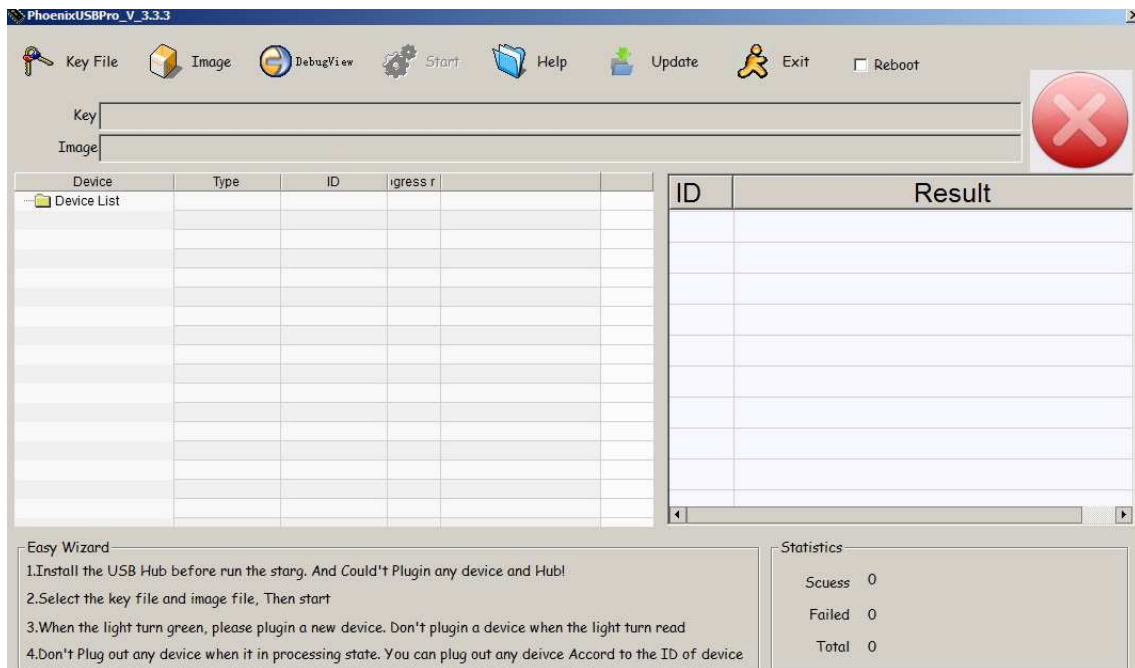 PhoenixUSBPro_V_3.3.3
Key File Image DebugView Start Help Update Exit Reboot
Key
Image
Device Type ID ıgress r
Device List
ID Result
Easy Wizard
1.Install the USB Hub before run the starg. And Could't Plugin any device and Hub!
2.Select the key file and image file, Then start
3.When the light turn green, please plugin a new device. Don't plugin a device when the light turn read
4.Don't Plug out any device when it in processing state. You can plug out any deivce Accord to the ID of device
Statistics
Scuess 0
Failed 0
Total 0